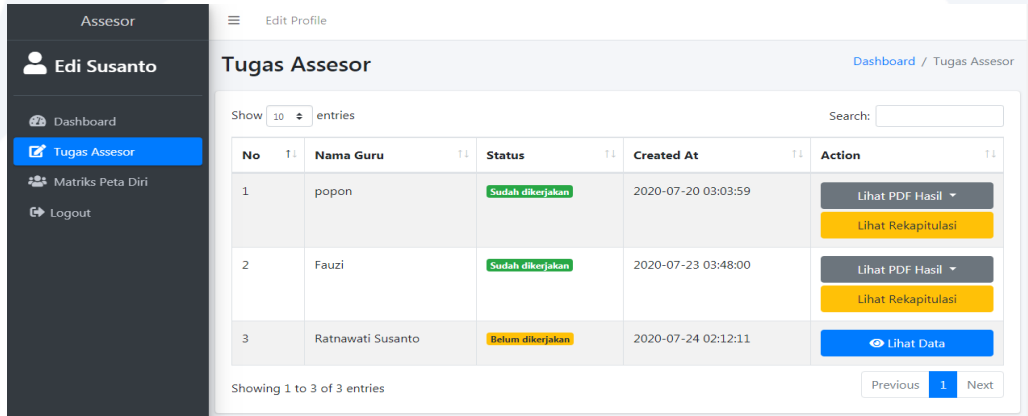 Assesor
Edit Profile
Edi Susanto
Dashboard
Tugas Assesor
Matriks Peta Diri
Logout
Tugas Assesor
Dashboard / Tugas Assesor
Show 10 entries
Search:
No Nama Guru Status Created At Action
1 popon Sudah dikerjakan 2020-07-20 03:03:59 Lihat PDF Hasil
Lihat Rekapitulasi
2 Fauzi Sudah dikerjakan 2020-07-23 03:48:00 Lihat PDF Hasil
Lihat Rekapitulasi
3 Ratnawati Susanto Belum dikerjakan 2020-07-24 02:12:11 Lihat Data
Showing 1 to 3 of 3 entries
Previous 1 Next